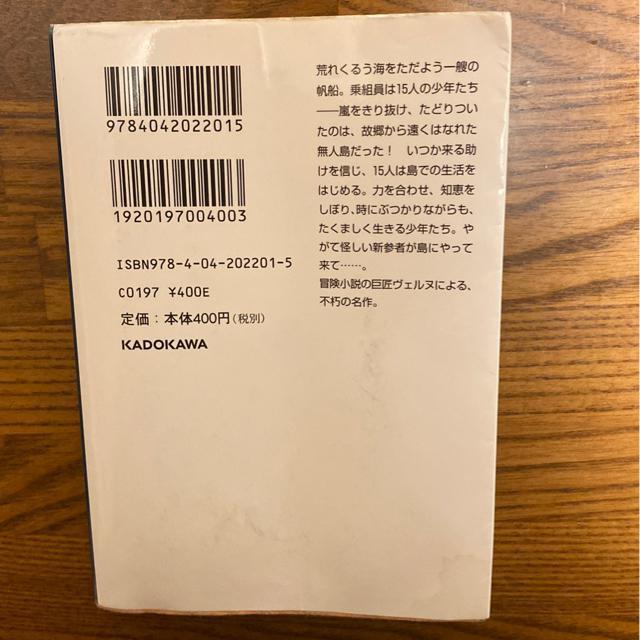 9784042022015
1920197004003
ISBN978-4-04-202201-5
C0197 ¥400E
定価：本体400円（税別）
KADOKAWA
荒れくるう海をただよう一艘の
帆船。乗組員は15人の少年たち
——嵐をきり抜け、たどりつい
たのは、故郷から遠くはなれた
無人島だった！　いつか来る助
けを信じ、15人は島での生活を
はじめる。力を合わせ、知恵を
しぼり、時にぶつかりながらも、
たくましく生きる少年たち。や
がて怪しい新参者が島にやって
来て……。
冒険小説の巨匠ヴェルヌによる、
不朽の名作。